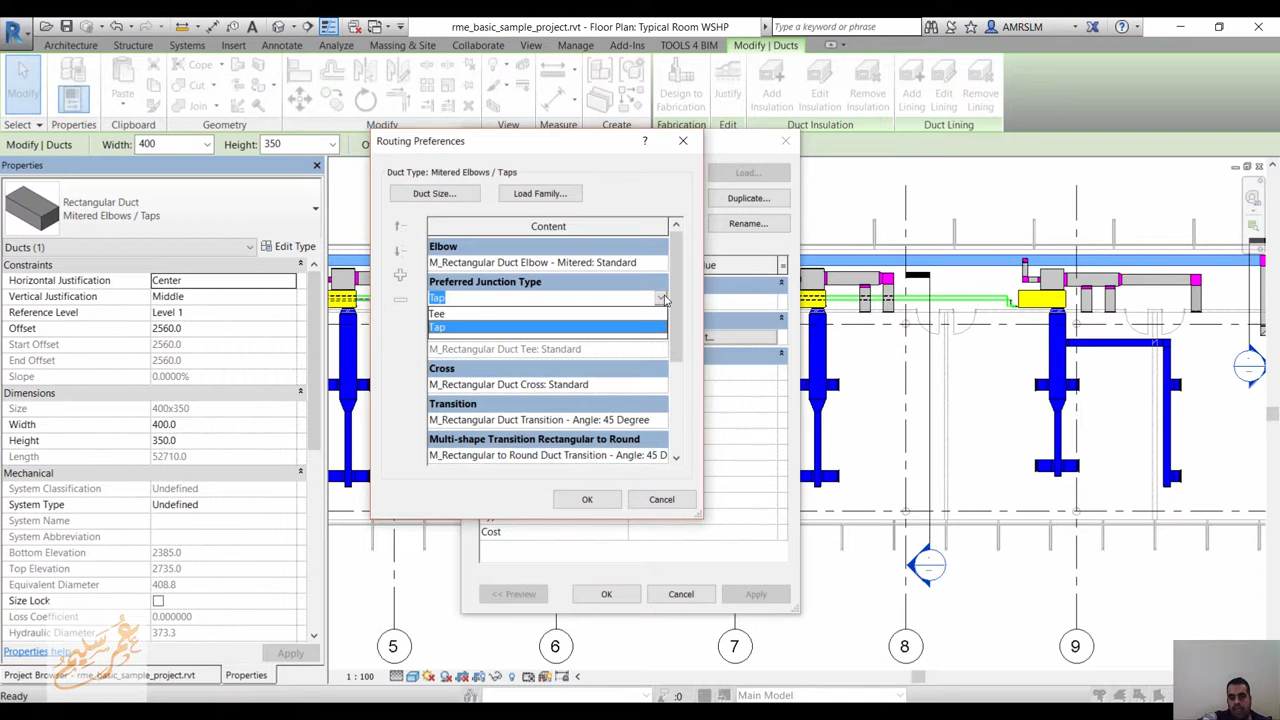 rme_basic_sample_project.rvt - Floor Plan: Typical Room WSHP
Type a keyword or phrase
AMRSLM
Architecture Structure Systems Insert Annotate Analyze Massing & Site Collaborate View Manage Add-Ins TOOLS 4 BIM Modify | Ducts
Modify
Paste
Cope
Cut
Join
Design to Fabrication
Justify
Add Insulation
Edit Insulation
Remove Insulation
Add Lining
Edit Lining
Remove Lining
Select Properties Clipboard Geometry Modify View Measure Create Fabrication Edit Duct Insulation Duct Lining
Modify | Ducts Width: 400 Height: 350
Properties
Rectangular Duct
Mitered Elbows / Taps
Ducts (1) Edit Type
Constraints
Horizontal Justification Center
Vertical Justification Middle
Reference Level Level 1
Offset 2560.0
Start Offset 2560.0
End Offset 2560.0
Slope 0.0000%
Dimensions
Size 400x350
Width 400.0
Height 350.0
Length 52710.0
Mechanical
System Classification Undefined
System Type Undefined
System Name
System Abbreviation
Bottom Elevation 2385.0
Top Elevation 2735.0
Equivalent Diameter 408.8
Size Lock
Loss Coefficient 0.000000
Hydraulic Diameter 373.3
Properties help
Apply
Project Browser - rme_basic_sample_project.rvt Properties
Ready
Routing Preferences
?
Duct Type: Mitered Elbows / Taps
Duct Size...
Load Family...
Content
Elbow
M_Rectangular Duct Elbow - Mitered: Standard
Preferred Junction Type
Tap
Tee
Tap
M_Rectangular Duct Tee: Standard
Cross
M_Rectangular Duct Cross: Standard
Transition
M_Rectangular Duct Transition - Angle: 45 Degree
Multi-shape Transition Rectangular to Round
M_Rectangular to Round Duct Transition - Angle: 45 D
OK
Cancel
Load...
Duplicate...
Rename...
ue
=
Cost
<< Preview
OK
Cancel
Apply
5 6 7 8 9
1 : 100
:0
Main Model